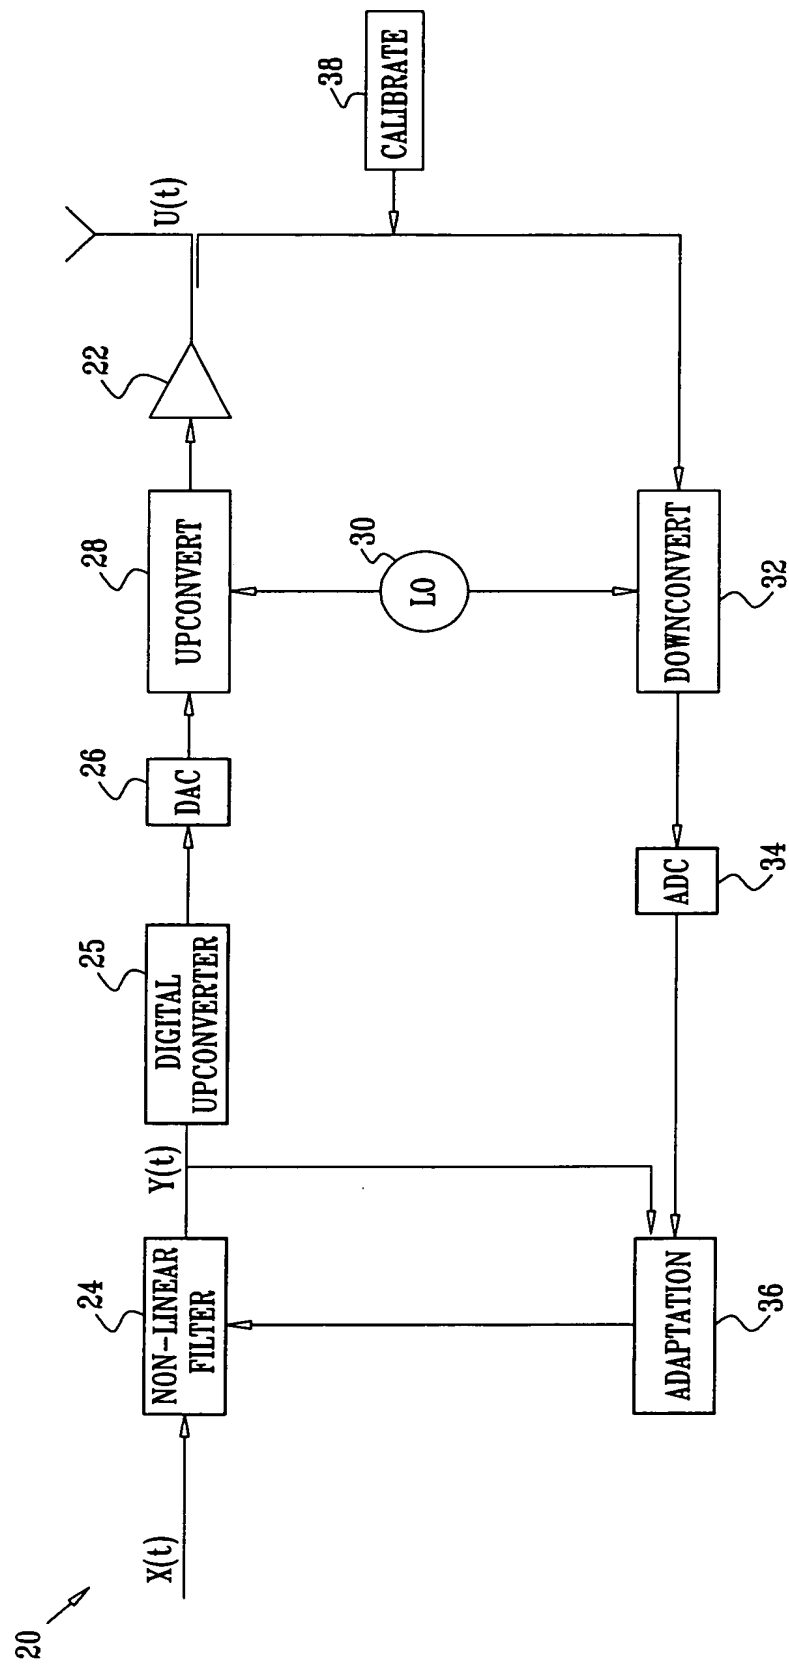 20
X(t)
24
NON-LINEAR
FILTER
Y(t)
25
DIGITAL
UPCONVERTER
26
DAC
28
UPCONVERT
22
U(t)
38
CALIBRATE
30
LO
36
ADAPTATION
34
ADC
32
DOWNCONVERT